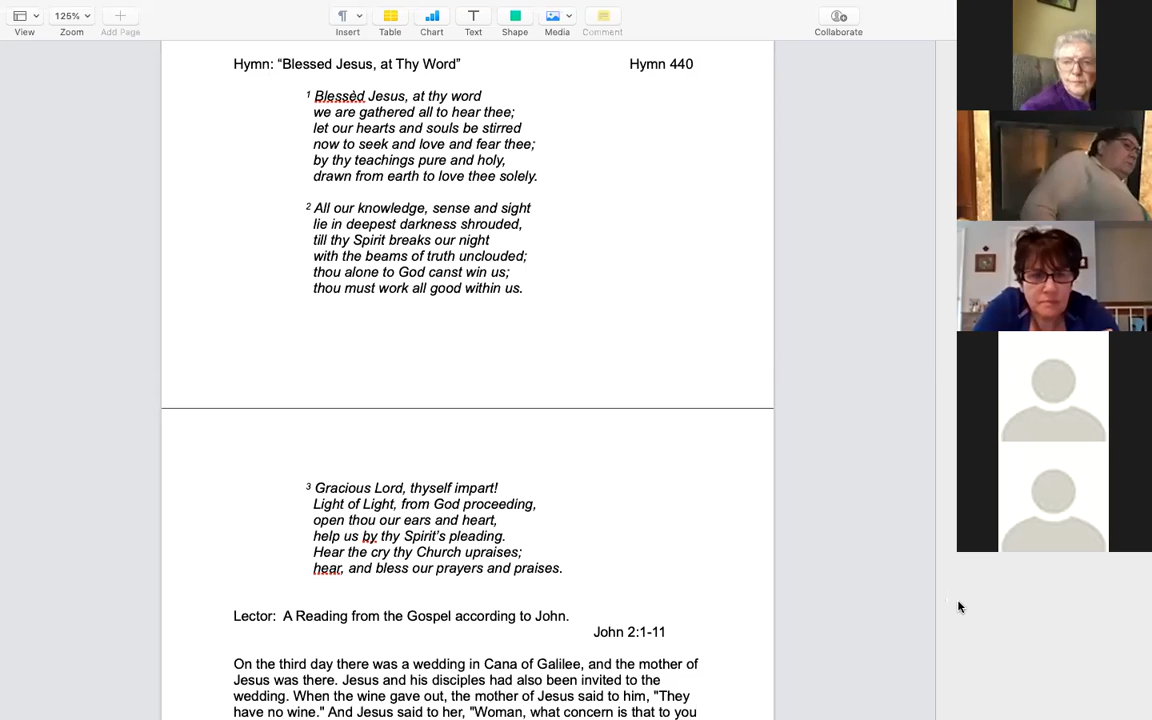 View
125%
Zoom
Add Page
Insert
Table
Chart
Text
Shape
Media
Comment
Collaborate
Hymn: “Blessed Jesus, at Thy Word” Hymn 440
1 Blessèd Jesus, at thy word
we are gathered all to hear thee;
let our hearts and souls be stirred
now to seek and love and fear thee;
by thy teachings pure and holy,
drawn from earth to love thee solely.
2 All our knowledge, sense and sight
lie in deepest darkness shrouded,
till thy Spirit breaks our night
with the beams of truth unclouded;
thou alone to God canst win us;
thou must work all good within us.
3 Gracious Lord, thyself impart!
Light of Light, from God proceeding,
open thou our ears and heart,
help us by thy Spirit’s pleading.
Hear the cry thy Church upraises;
hear, and bless our prayers and praises.
Lector: A Reading from the Gospel according to John.
John 2:1-11
On the third day there was a wedding in Cana of Galilee, and the mother of
Jesus was there. Jesus and his disciples had also been invited to the
wedding. When the wine gave out, the mother of Jesus said to him, "They
have no wine." And Jesus said to her, "Woman, what concern is that to you